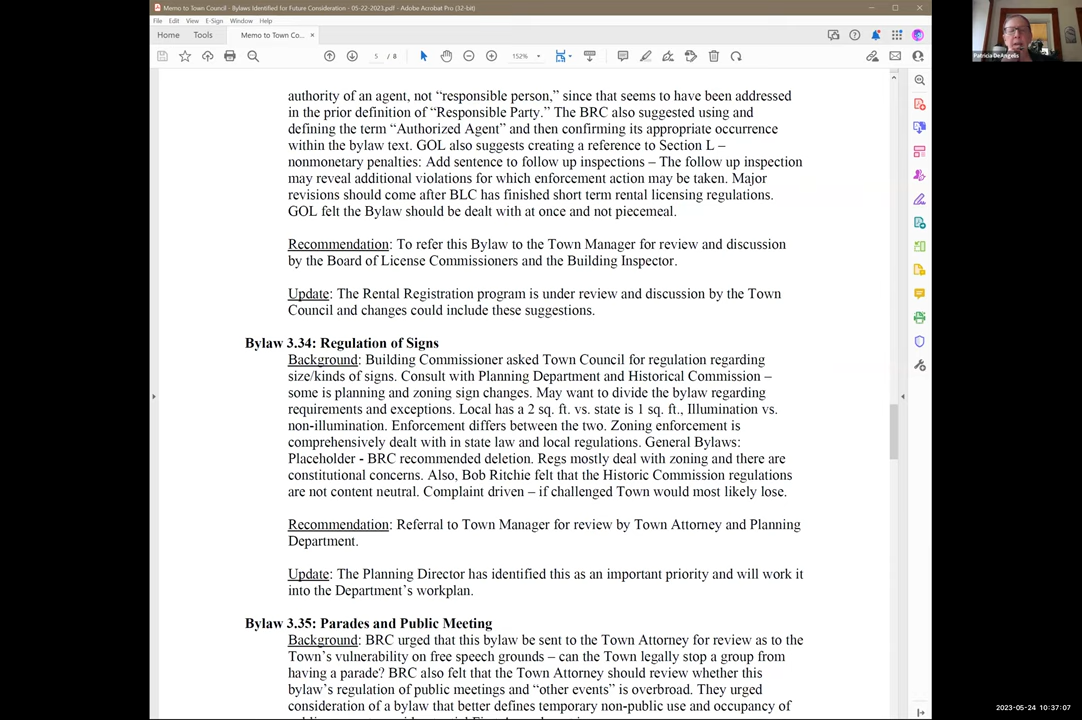 Memo to Town Council - Bylaws Identified for Future Consideration - 05-22-2023.pdf - Adobe Acrobat Pro (32-bit)
File Edit View E-Sign Window Help
Home Tools Memo to Town Co... ×
5 / 8 152%
Patricia DeAngelis
authority of an agent, not “responsible person,” since that seems to have been addressed
in the prior definition of “Responsible Party.” The BRC also suggested using and
defining the term “Authorized Agent” and then confirming its appropriate occurrence
within the bylaw text. GOL also suggests creating a reference to Section L –
nonmonetary penalties: Add sentence to follow up inspections – The follow up inspection
may reveal additional violations for which enforcement action may be taken. Major
revisions should come after BLC has finished short term rental licensing regulations.
GOL felt the Bylaw should be dealt with at once and not piecemeal.
Recommendation: To refer this Bylaw to the Town Manager for review and discussion
by the Board of License Commissioners and the Building Inspector.
Update: The Rental Registration program is under review and discussion by the Town
Council and changes could include these suggestions.
Bylaw 3.34: Regulation of Signs
Background: Building Commissioner asked Town Council for regulation regarding
size/kinds of signs. Consult with Planning Department and Historical Commission –
some is planning and zoning sign changes. May want to divide the bylaw regarding
requirements and exceptions. Local has a 2 sq. ft. vs. state is 1 sq. ft., Illumination vs.
non-illumination. Enforcement differs between the two. Zoning enforcement is
comprehensively dealt with in state law and local regulations. General Bylaws:
Placeholder - BRC recommended deletion. Regs mostly deal with zoning and there are
constitutional concerns. Also, Bob Ritchie felt that the Historic Commission regulations
are not content neutral. Complaint driven – if challenged Town would most likely lose.
Recommendation: Referral to Town Manager for review by Town Attorney and Planning
Department.
Update: The Planning Director has identified this as an important priority and will work it
into the Department’s workplan.
Bylaw 3.35: Parades and Public Meeting
Background: BRC urged that this bylaw be sent to the Town Attorney for review as to the
Town’s vulnerability on free speech grounds – can the Town legally stop a group from
having a parade? BRC also felt that the Town Attorney should review whether this
bylaw’s regulation of public meetings and “other events” is overbroad. They urged
consideration of a bylaw that better defines temporary non-public use and occupancy of
2023-05-24 10:37:07